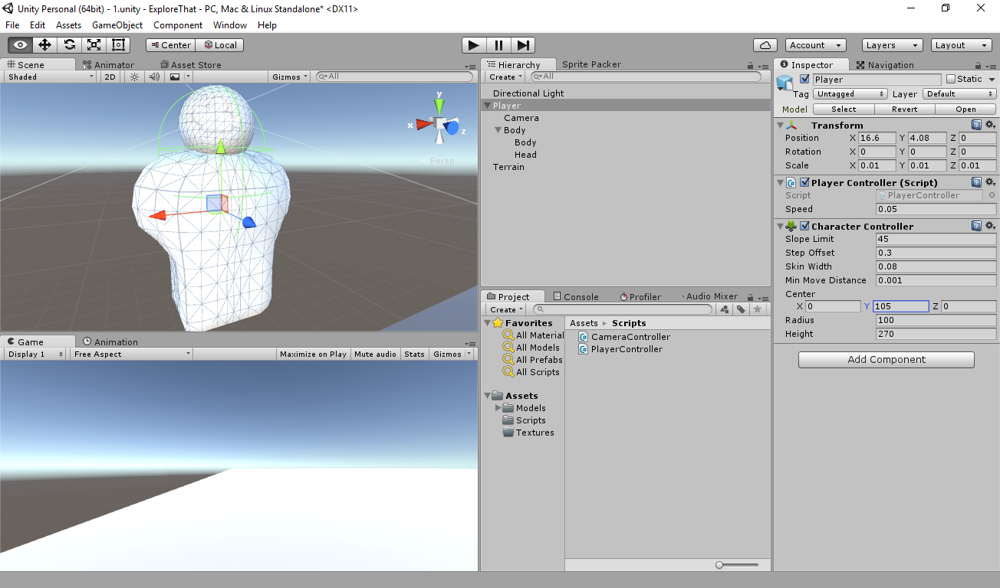 Unity Personal (64bit) - 1.unity - ExploreThat - PC, Mac & Linux Standalone* <DX11>
File Edit Assets GameObject Component Window Help
Center Local Account Layers Layout
Scene Animator Asset Store
Shaded 2D Gizmos All
y
x
z
Persp
Game Animation
Display 1 Free Aspect Maximize on Play Mute audio Stats Gizmos
Hierarchy Sprite Packer
Create All
Directional Light
Player
Camera
Body
Body
Head
Terrain
Project Console Profiler Audio Mixer
Create
Favorites
All Material
All Models
All Prefabs
All Scripts
Assets
Models
Scripts
Textures
Assets Scripts
CameraController
PlayerController
Inspector Navigation
Player Static
Tag Untagged Layer Default
Model Select Revert Open
Transform
Position X 16.6 Y 4.08 Z 0
Rotation X 0 Y 0 Z 0
Scale X 0.01 Y 0.01 Z 0.01
Player Controller (Script)
Script PlayerController
Speed 0.05
Character Controller
Slope Limit 45
Step Offset 0.3
Skin Width 0.08
Min Move Distance 0.001
Center
X 0 Y 105 Z 0
Radius 100
Height 270
Add Component